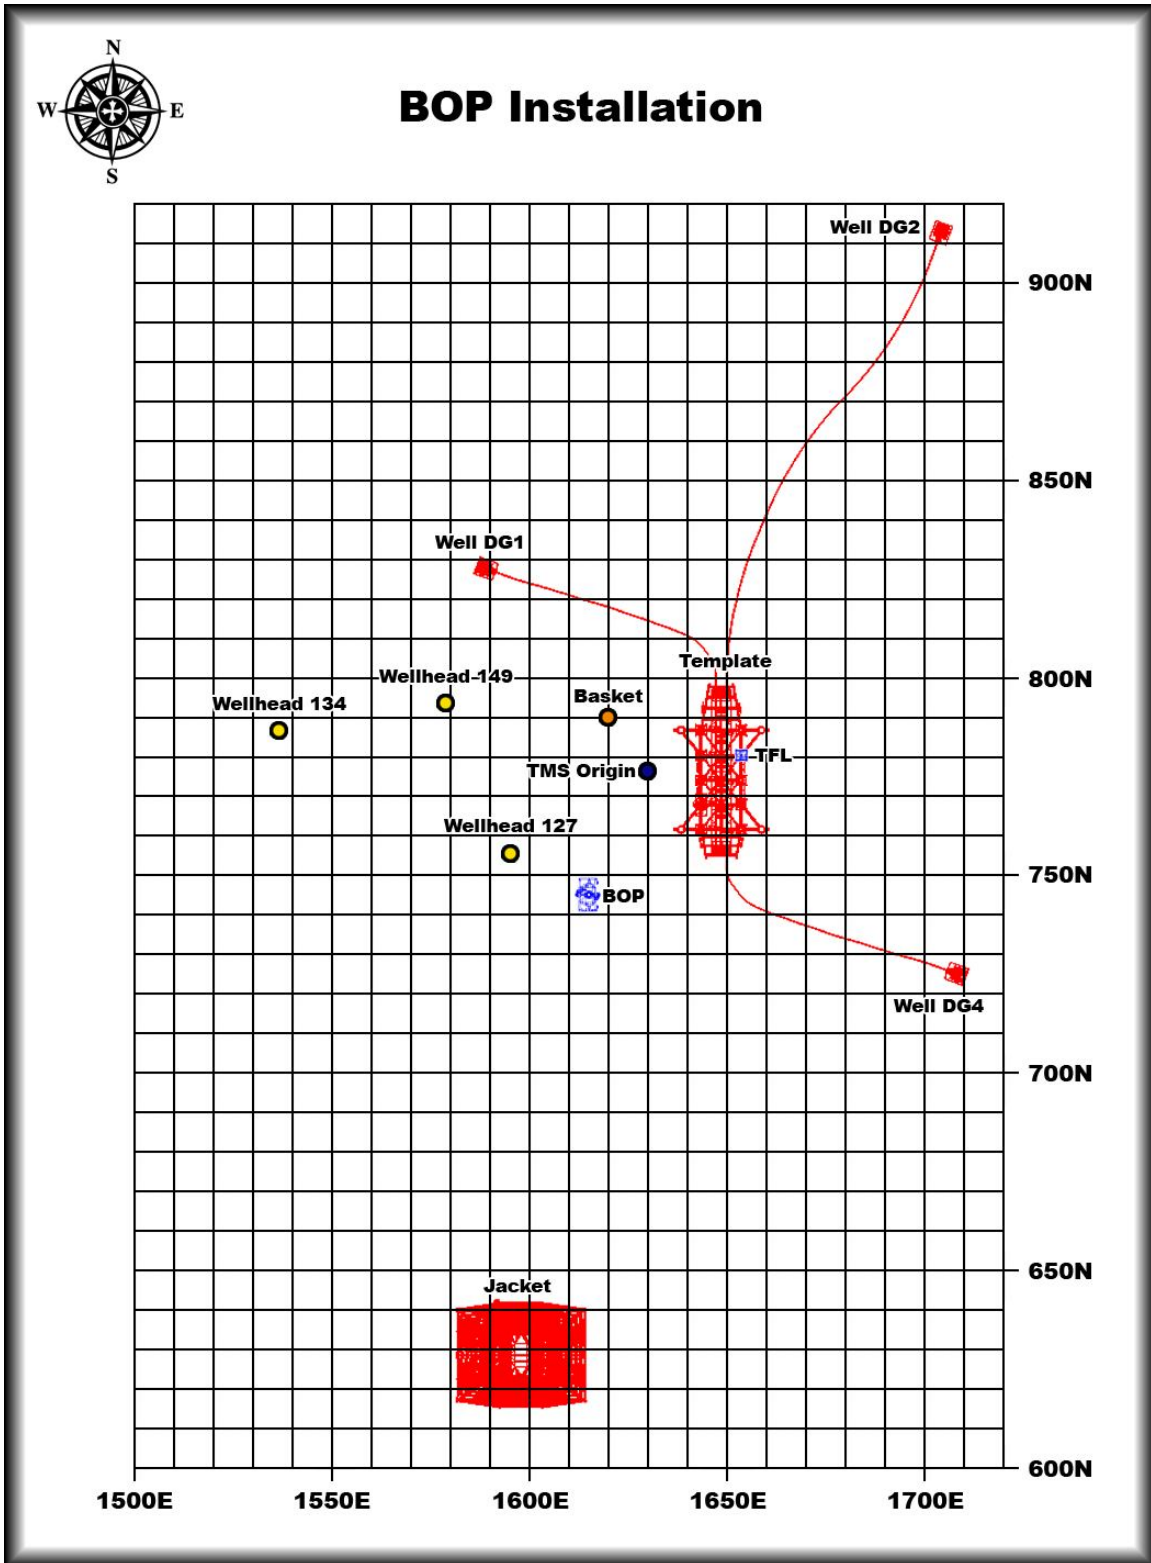 N
W E
S
BOP Installation
Well DG2
900N
850N
Well DG1
Template
800N
Wellhead 149
Basket
Wellhead 134
TFL
TMS Origin
Wellhead 127
750N
BOP
Well DG4
700N
650N
Jacket
600N
1500E 1550E 1600E 1650E 1700E